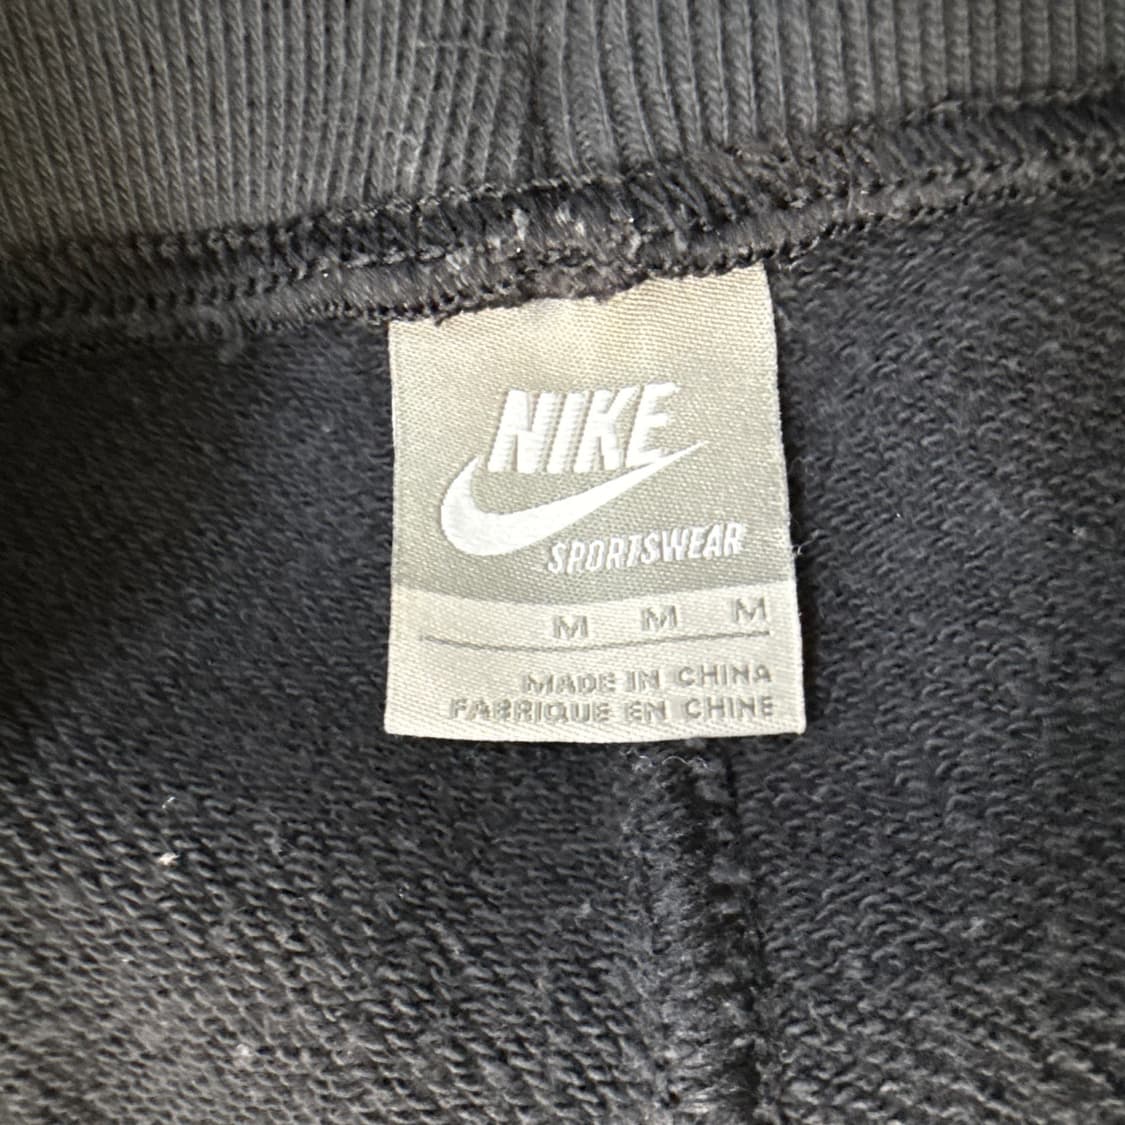 NIKE
SPORTSWEAR
M M M
MADE IN CHINA
FABRIQUE EN CHINE